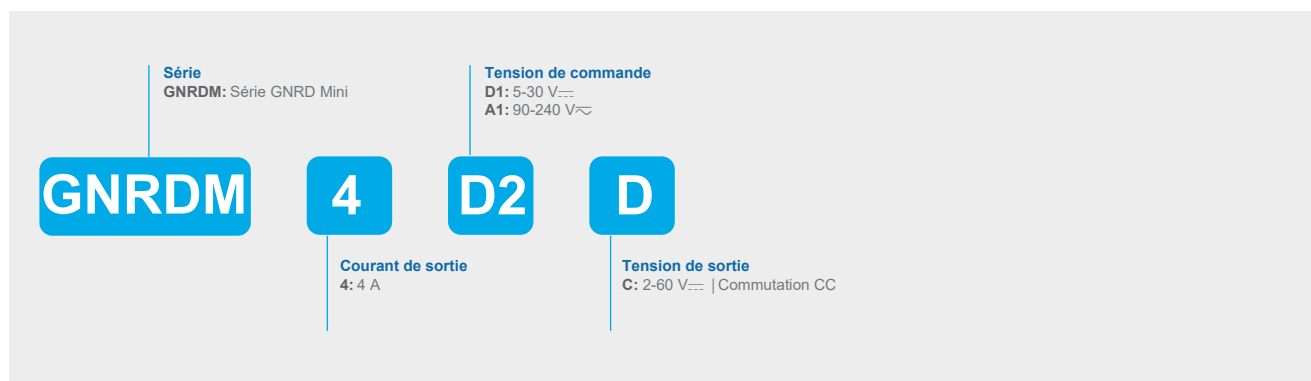 Série
GNRDM: Série GNRD Mini
Tension de commande
D1: 5-30 V⎓
A1: 90-240 V⏦
GNRDM 4 D2 D
Courant de sortie
4: 4 A
Tension de sortie
C: 2-60 V⎓ | Commutation CC